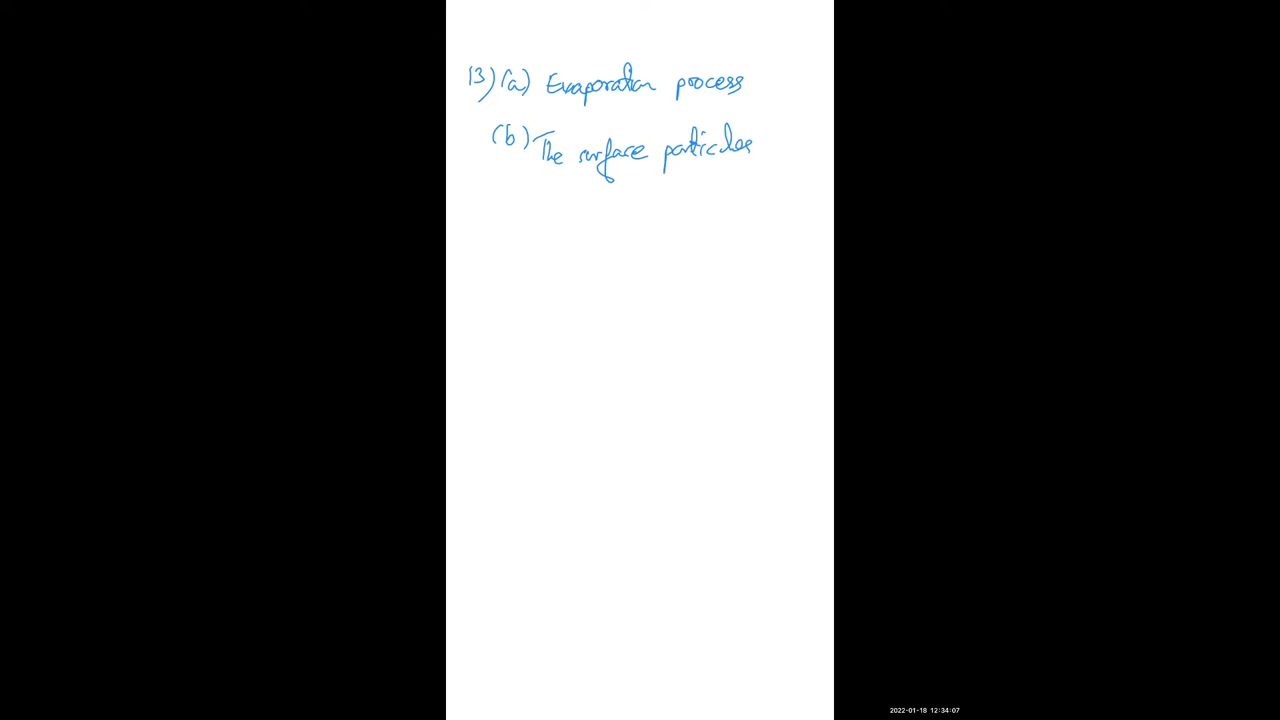 13) (a) Evaporation process
(b) The surface particles
2022-01-18 12:34:07